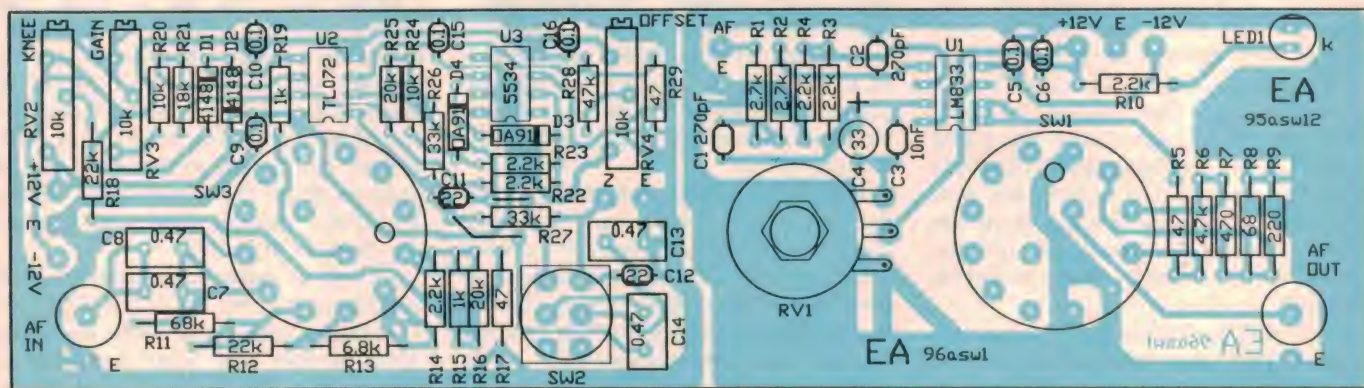 KNEE
RV2
10k
GAIN
10k
RV3
R20
10k
R21
18k
D1
4148
D2
4148
C10
0.1
R19
1k
U2
TL072
R25
20k
R24
10k
C15
0.1
R26
33k
D4
OA91
U3
5534
C16
0.1
R28
47k
OFFSET
10k
RV4
R29
47
D3
OA91
R23
2.2k
2.2k
R22
33k
R27
C9
0.1
22k
R18
SW3
C11
22
+12V
E
-12V
C8
0.47
0.47
C7
AF
IN
E
68k
R11
22k
R12
6.8k
R13
2.2k
1k
20k
47
R14
R15
R16
R17
SW2
0.47
C13
22
C12
0.47
C14
Z
E
AF
E
R1
R2
R4
R3
2.7k
2.7k
2.2k
2.2k
C1 270pF
C2
270pF
+
33
C4
C3
10nF
U1
LM833
C5
0.1
C6
0.1
+12V E -12V
2.2k
R10
LED1
k
EA
95asw12
SW1
RV1
EA 96asw1
R5
R6
R7
R8
R9
47
4.7k
470
68
220
AF
OUT
E
EA 96asw1